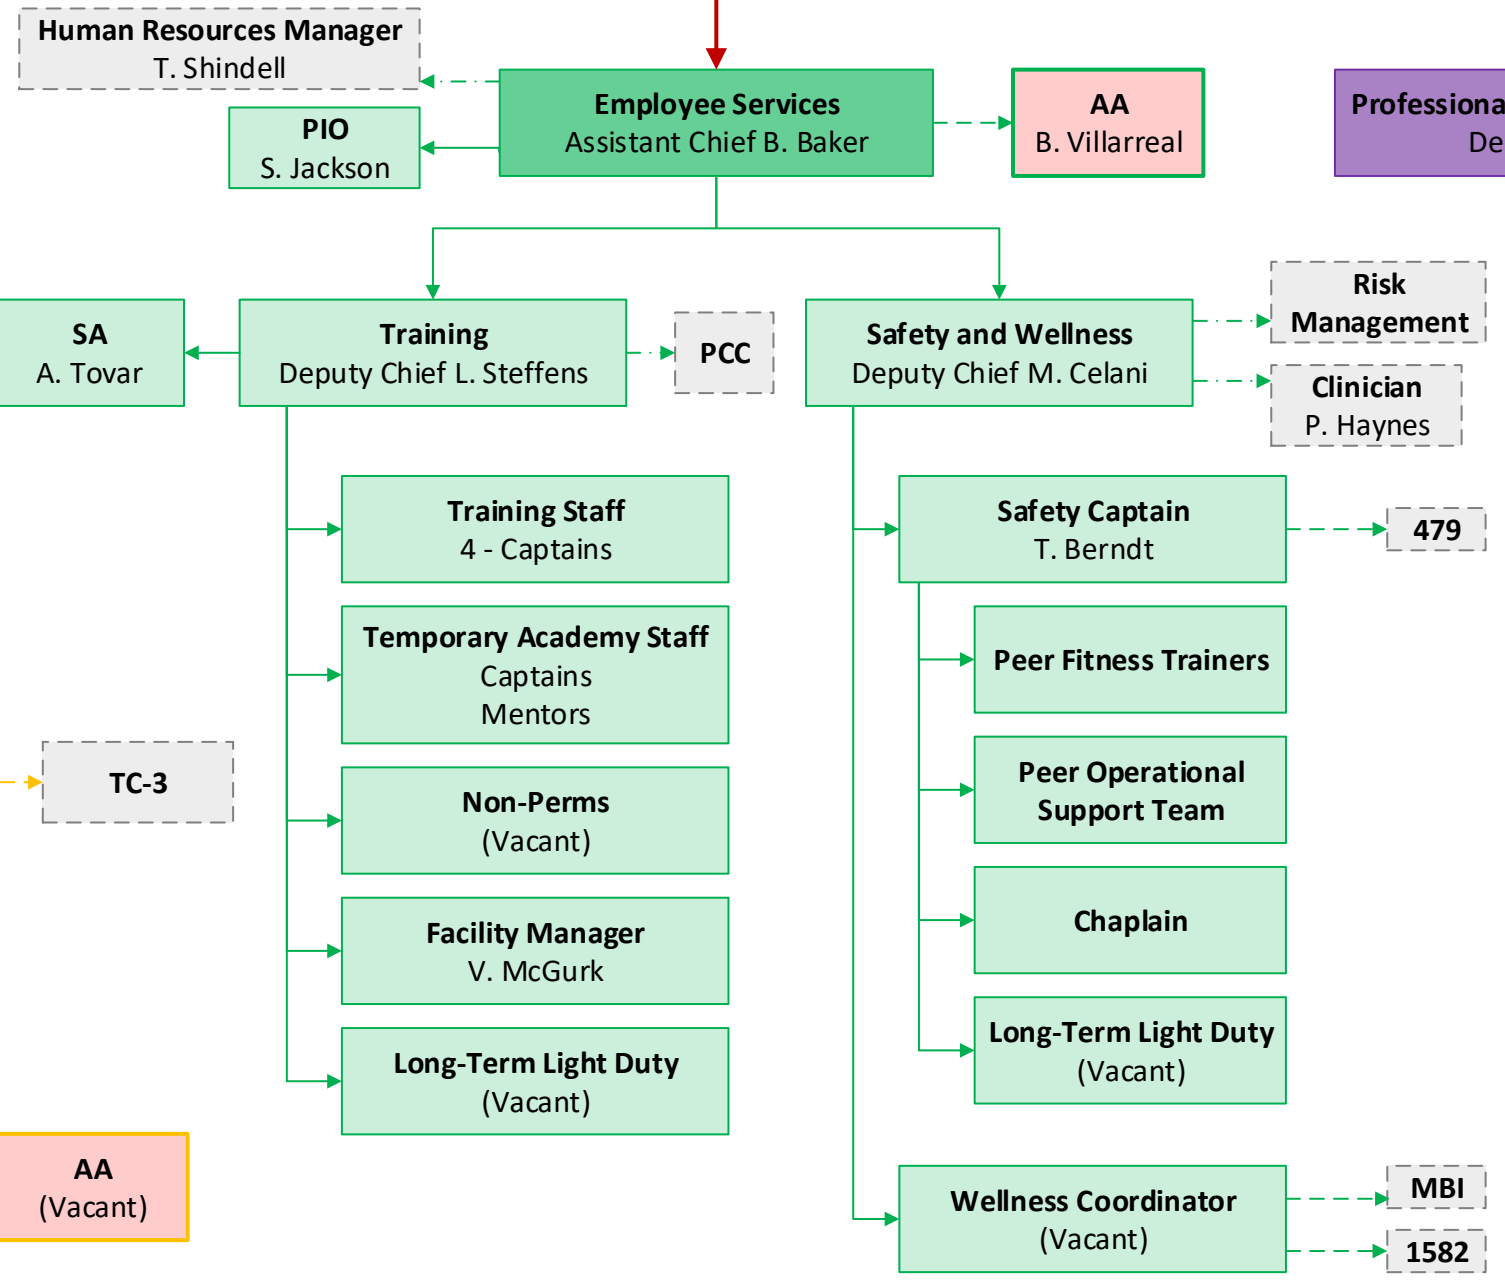 Human Resources Manager
T. Shindell
PIO
S. Jackson
Employee Services
Assistant Chief B. Baker
AA
B. Villarreal
SA
A. Tovar
Training
Deputy Chief L. Steffens
PCC
Safety and Wellness
Deputy Chief M. Celani
Risk
Management
Clinician
P. Haynes
Training Staff
4 - Captains
Temporary Academy Staff
Captains
Mentors
Non-Perms
(Vacant)
Facility Manager
V. McGurk
Long-Term Light Duty
(Vacant)
Safety Captain
T. Berndt
479
Peer Fitness Trainers
Peer Operational
Support Team
Chaplain
Long-Term Light Duty
(Vacant)
Wellness Coordinator
(Vacant)
MBI
1582
TC-3
AA
(Vacant)